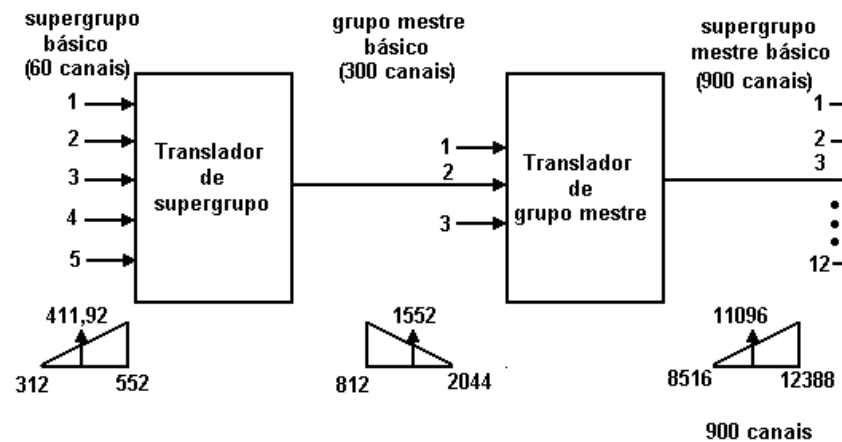 supergrupo
básico
(60 canais)
grupo mestre
básico
(300 canais)
supergrupo
mestre básico
(900 canais)
1
2
3
4
5
Translador
de
supergrupo
1
2
3
Translador
de
grupo mestre
1
2
3
12
411,92
312
552
1552
812
2044
11096
8516
12388
900 canais